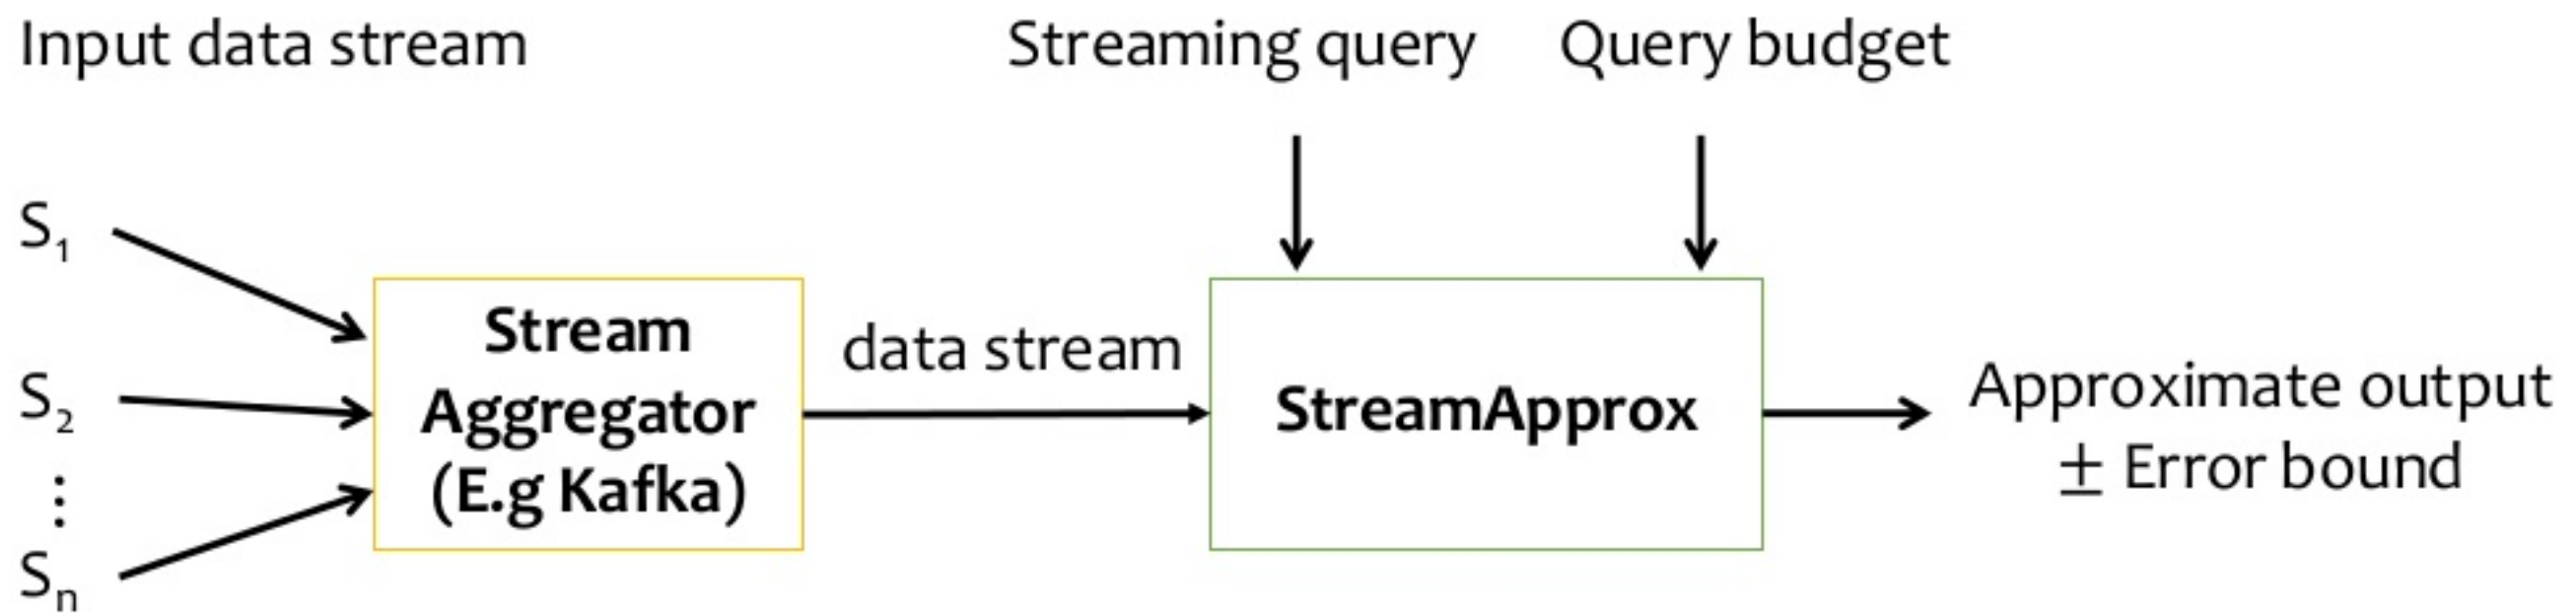 Input data stream
Streaming query
Query budget
S1
S2
⋮
Sn
Stream
Aggregator
(E.g Kafka)
data stream
StreamApprox
Approximate output
± Error bound